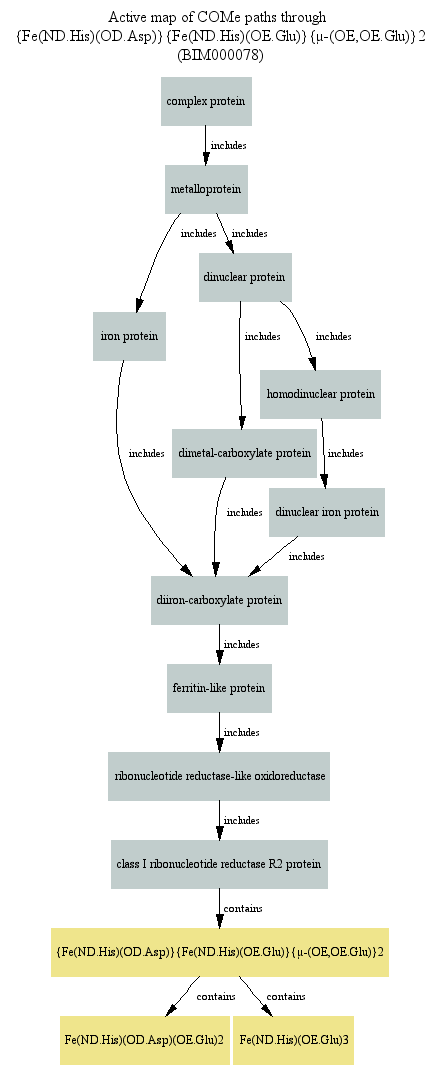 Active map of COMe paths through
{Fe(ND.His)(OD.Asp)}{Fe(ND.His)(OE.Glu)}{μ-(OE,OE.Glu)}2
(BIM000078)
complex protein
includes
metalloprotein
includes
includes
dinuclear protein
iron protein
includes
includes
homodinuclear protein
dimetal-carboxylate protein
includes
includes
dinuclear iron protein
includes
includes
diiron-carboxylate protein
includes
ferritin-like protein
includes
ribonucleotide reductase-like oxidoreductase
includes
class I ribonucleotide reductase R2 protein
contains
{Fe(ND.His)(OD.Asp)}{Fe(ND.His)(OE.Glu)}{μ-(OE,OE.Glu)}2
contains
contains
Fe(ND.His)(OD.Asp)(OE.Glu)2
Fe(ND.His)(OE.Glu)3